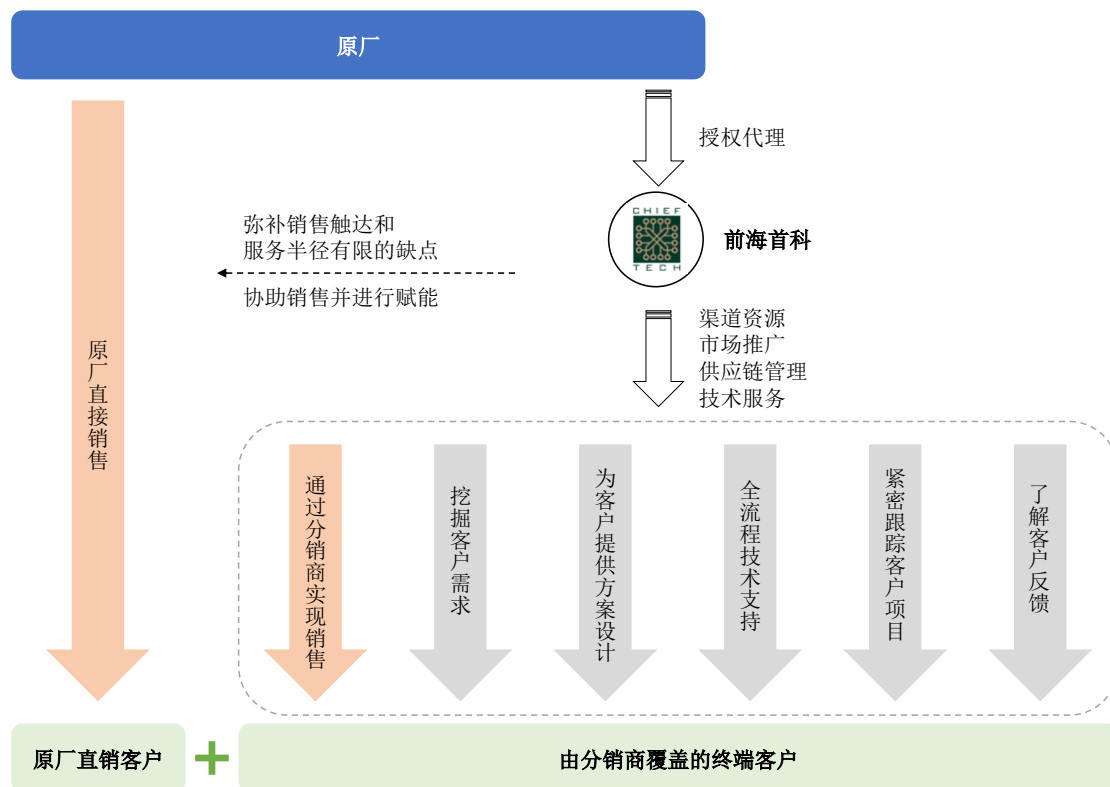 原厂
授权代理
CHIEF
TECH
前海首科
弥补销售触达和
服务半径有限的缺点
协助销售并进行赋能
渠道资源
市场推广
供应链管理
技术服务
原厂直接销售
通过分销商实现销售
挖掘客户需求
为客户提供方案设计
全流程技术支持
紧密跟踪客户项目
了解客户反馈
原厂直销客户
+
由分销商覆盖的终端客户